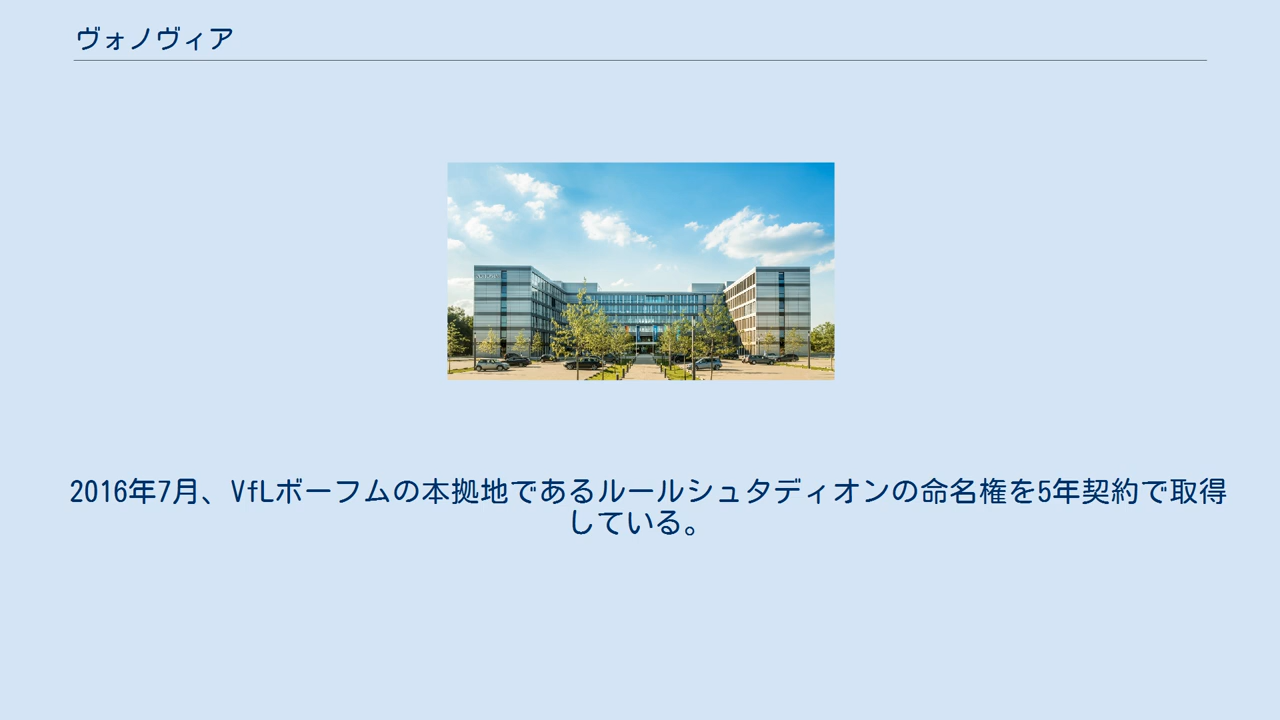 ヴォノヴィア
2016年7月、VfLボーフムの本拠地であるルールシュタディオンの命名権を5年契約で取得
している。